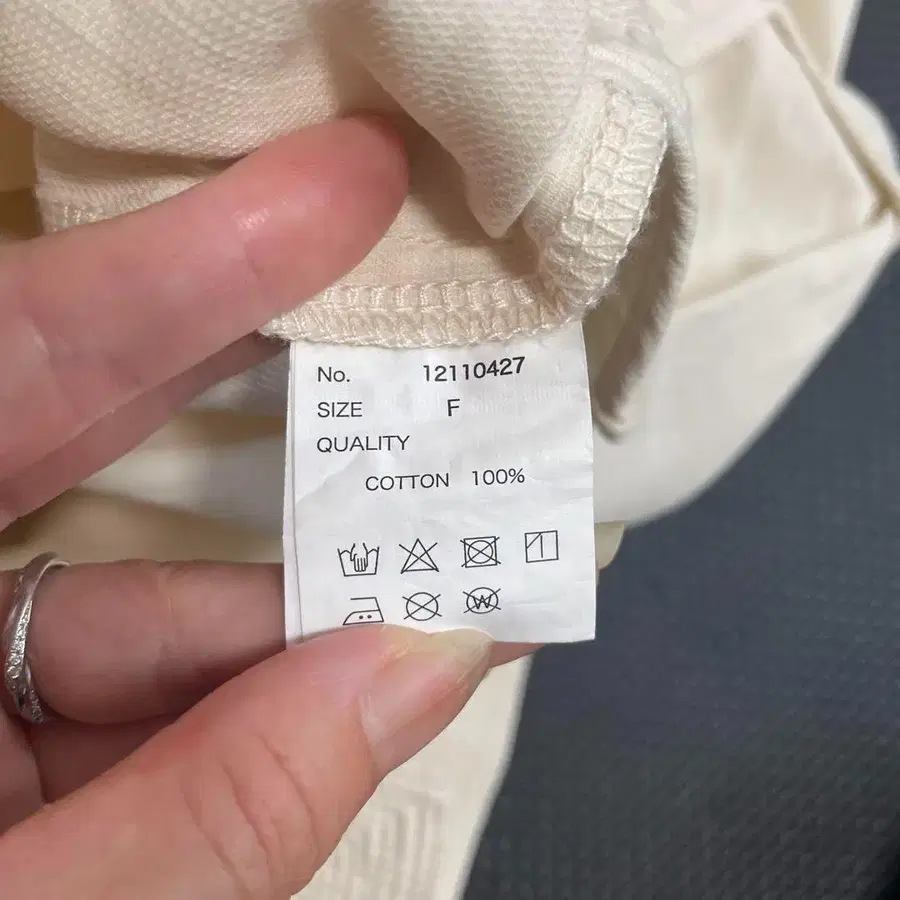 No. 12110427
SIZE F
QUALITY
COTTON 100%
W